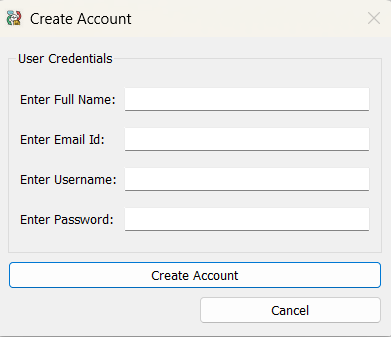 Create Account
User Credentials
Enter Full Name:
Enter Email Id:
Enter Username:
Enter Password:
Create Account
Cancel